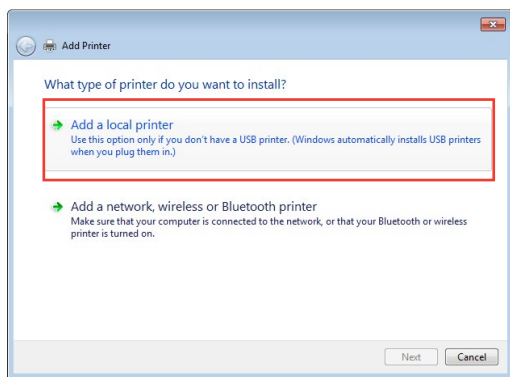 Add Printer
What type of printer do you want to install?
Add a local printer
Use this option only if you don't have a USB printer. (Windows automatically installs USB printers
when you plug them in.)
Add a network, wireless or Bluetooth printer
Make sure that your computer is connected to the network, or that your Bluetooth or wireless
printer is turned on.
Next Cancel